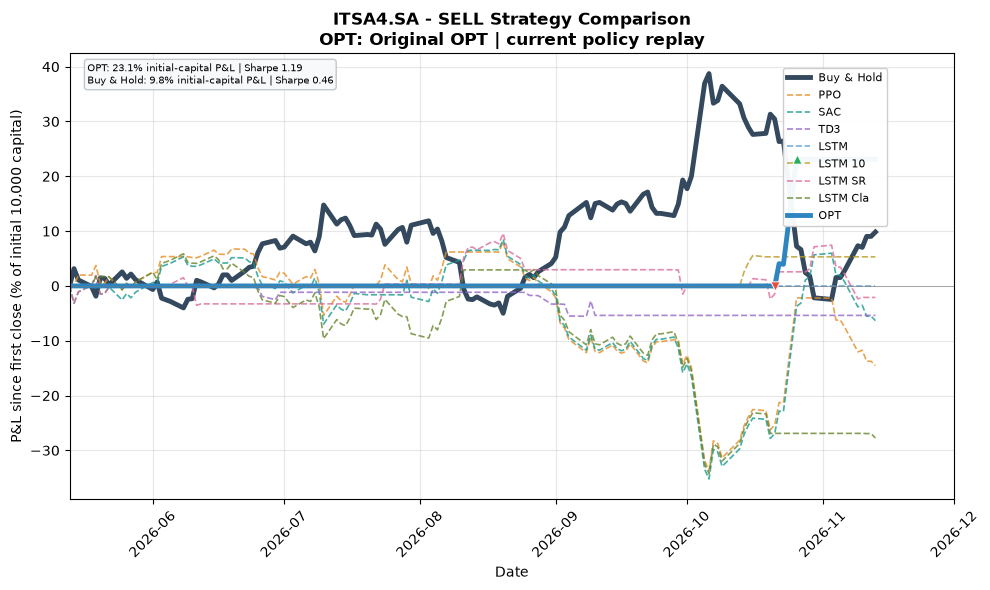 ITSA4.SA - SELL Strategy Comparison
OPT: Original OPT | current policy replay
OPT: 23.1% initial-capital P&L | Sharpe 1.19
Buy & Hold: 9.8% initial-capital P&L | Sharpe 0.46
Buy & Hold
PPO
SAC
TD3
LSTM
LSTM 10
LSTM SR
LSTM Cla
OPT
P&L since first close (% of initial 10,000 capital)
40
30
20
10
0
−10
−20
−30
2026-06
2026-07
2026-08
2026-09
2026-10
2026-11
2026-12
Date